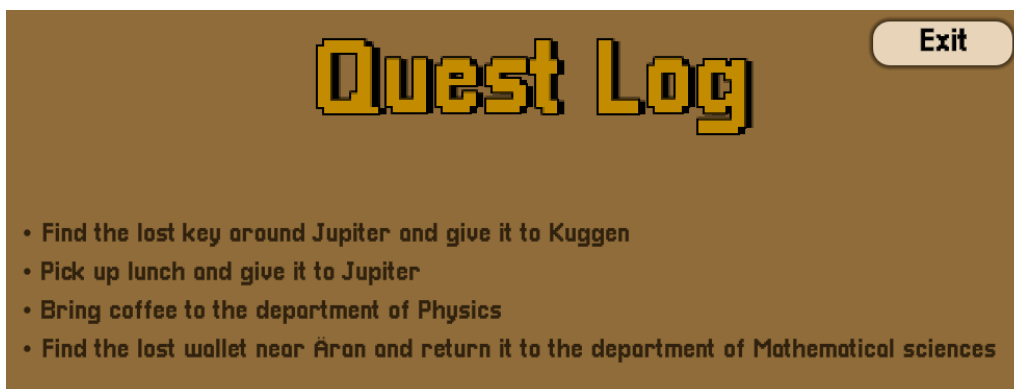 Exit
Quest Log
• Find the lost key around Jupiter and give it to Kuggen
• Pick up lunch and give it to Jupiter
• Bring coffee to the department of Physics
• Find the lost wallet near Äran and return it to the department of Mathematical sciences